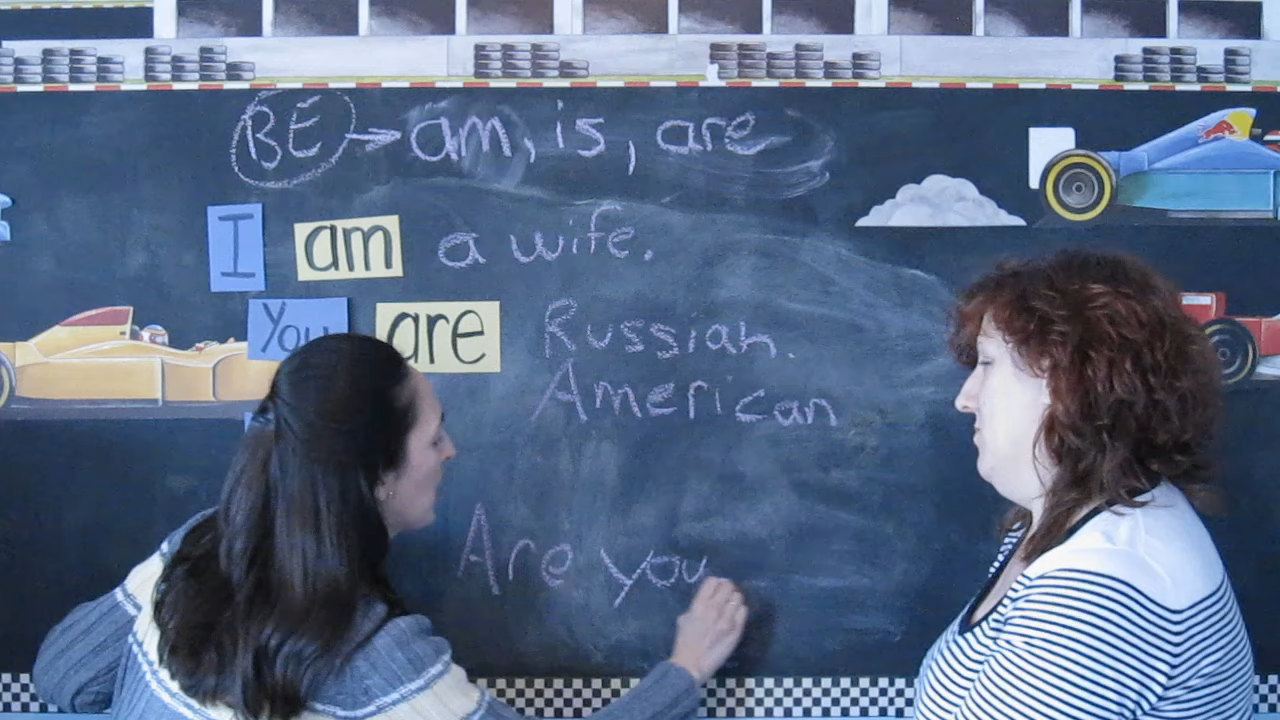 BE → am, is, are
I am a wife.
You are Russian.
American
Are you